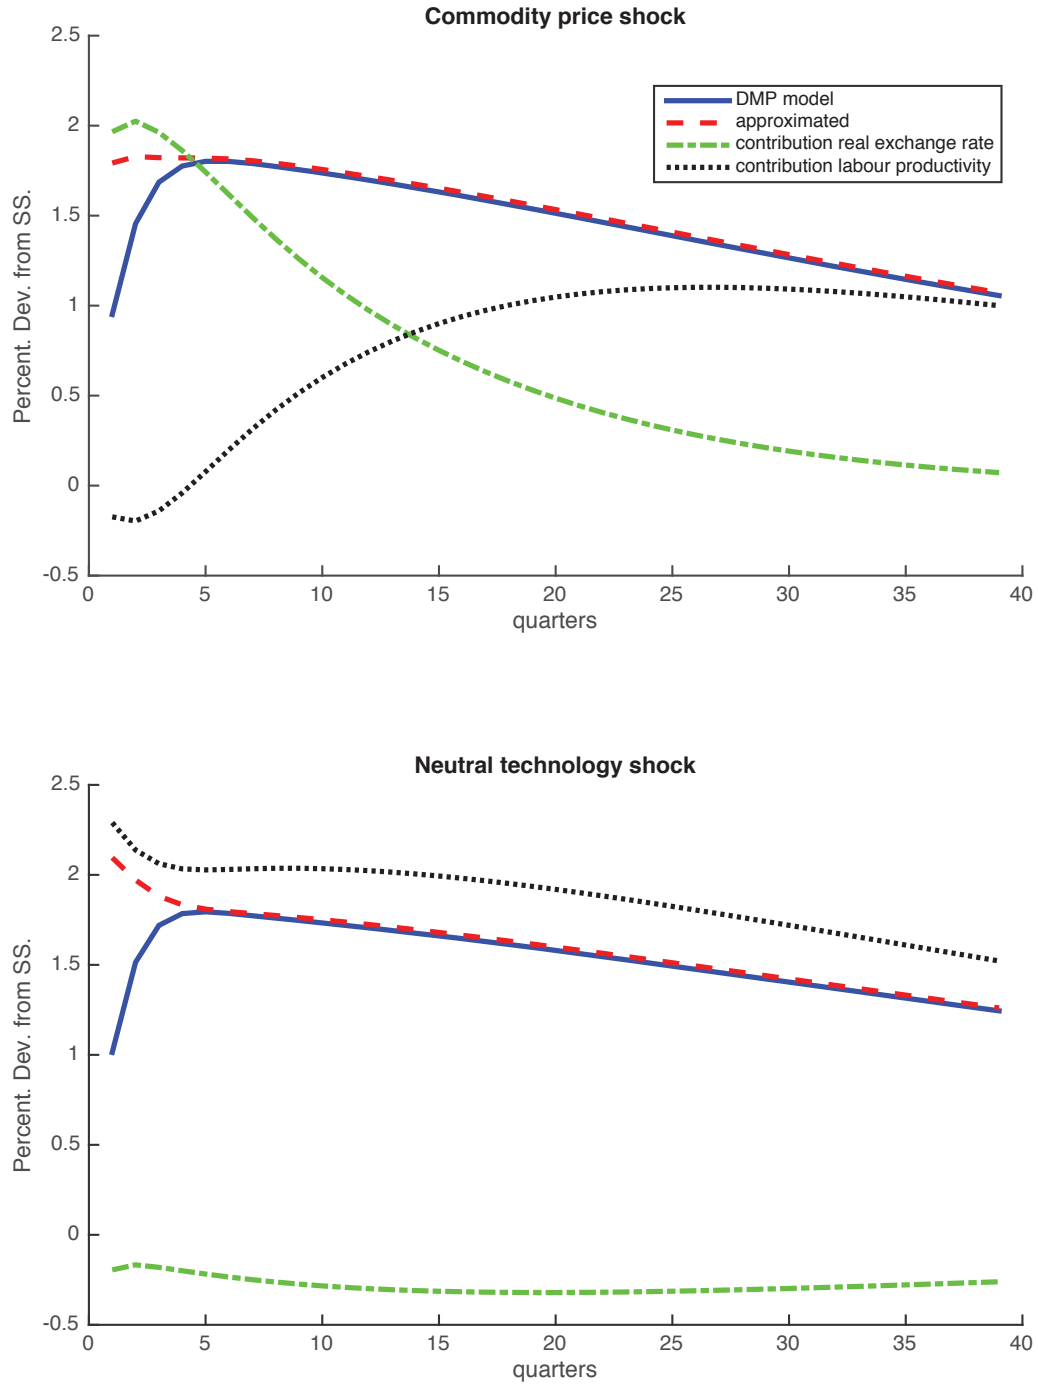 Commodity price shock
2.5
2
1.5
1
0.5
0
-0.5
Percent. Dev. from SS.
DMP model
approximated
contribution real exchange rate
contribution labour productivity
0 5 10 15 20 25 30 35 40
quarters
Neutral technology shock
2.5
2
1.5
1
0.5
0
-0.5
Percent. Dev. from SS.
0 5 10 15 20 25 30 35 40
quarters